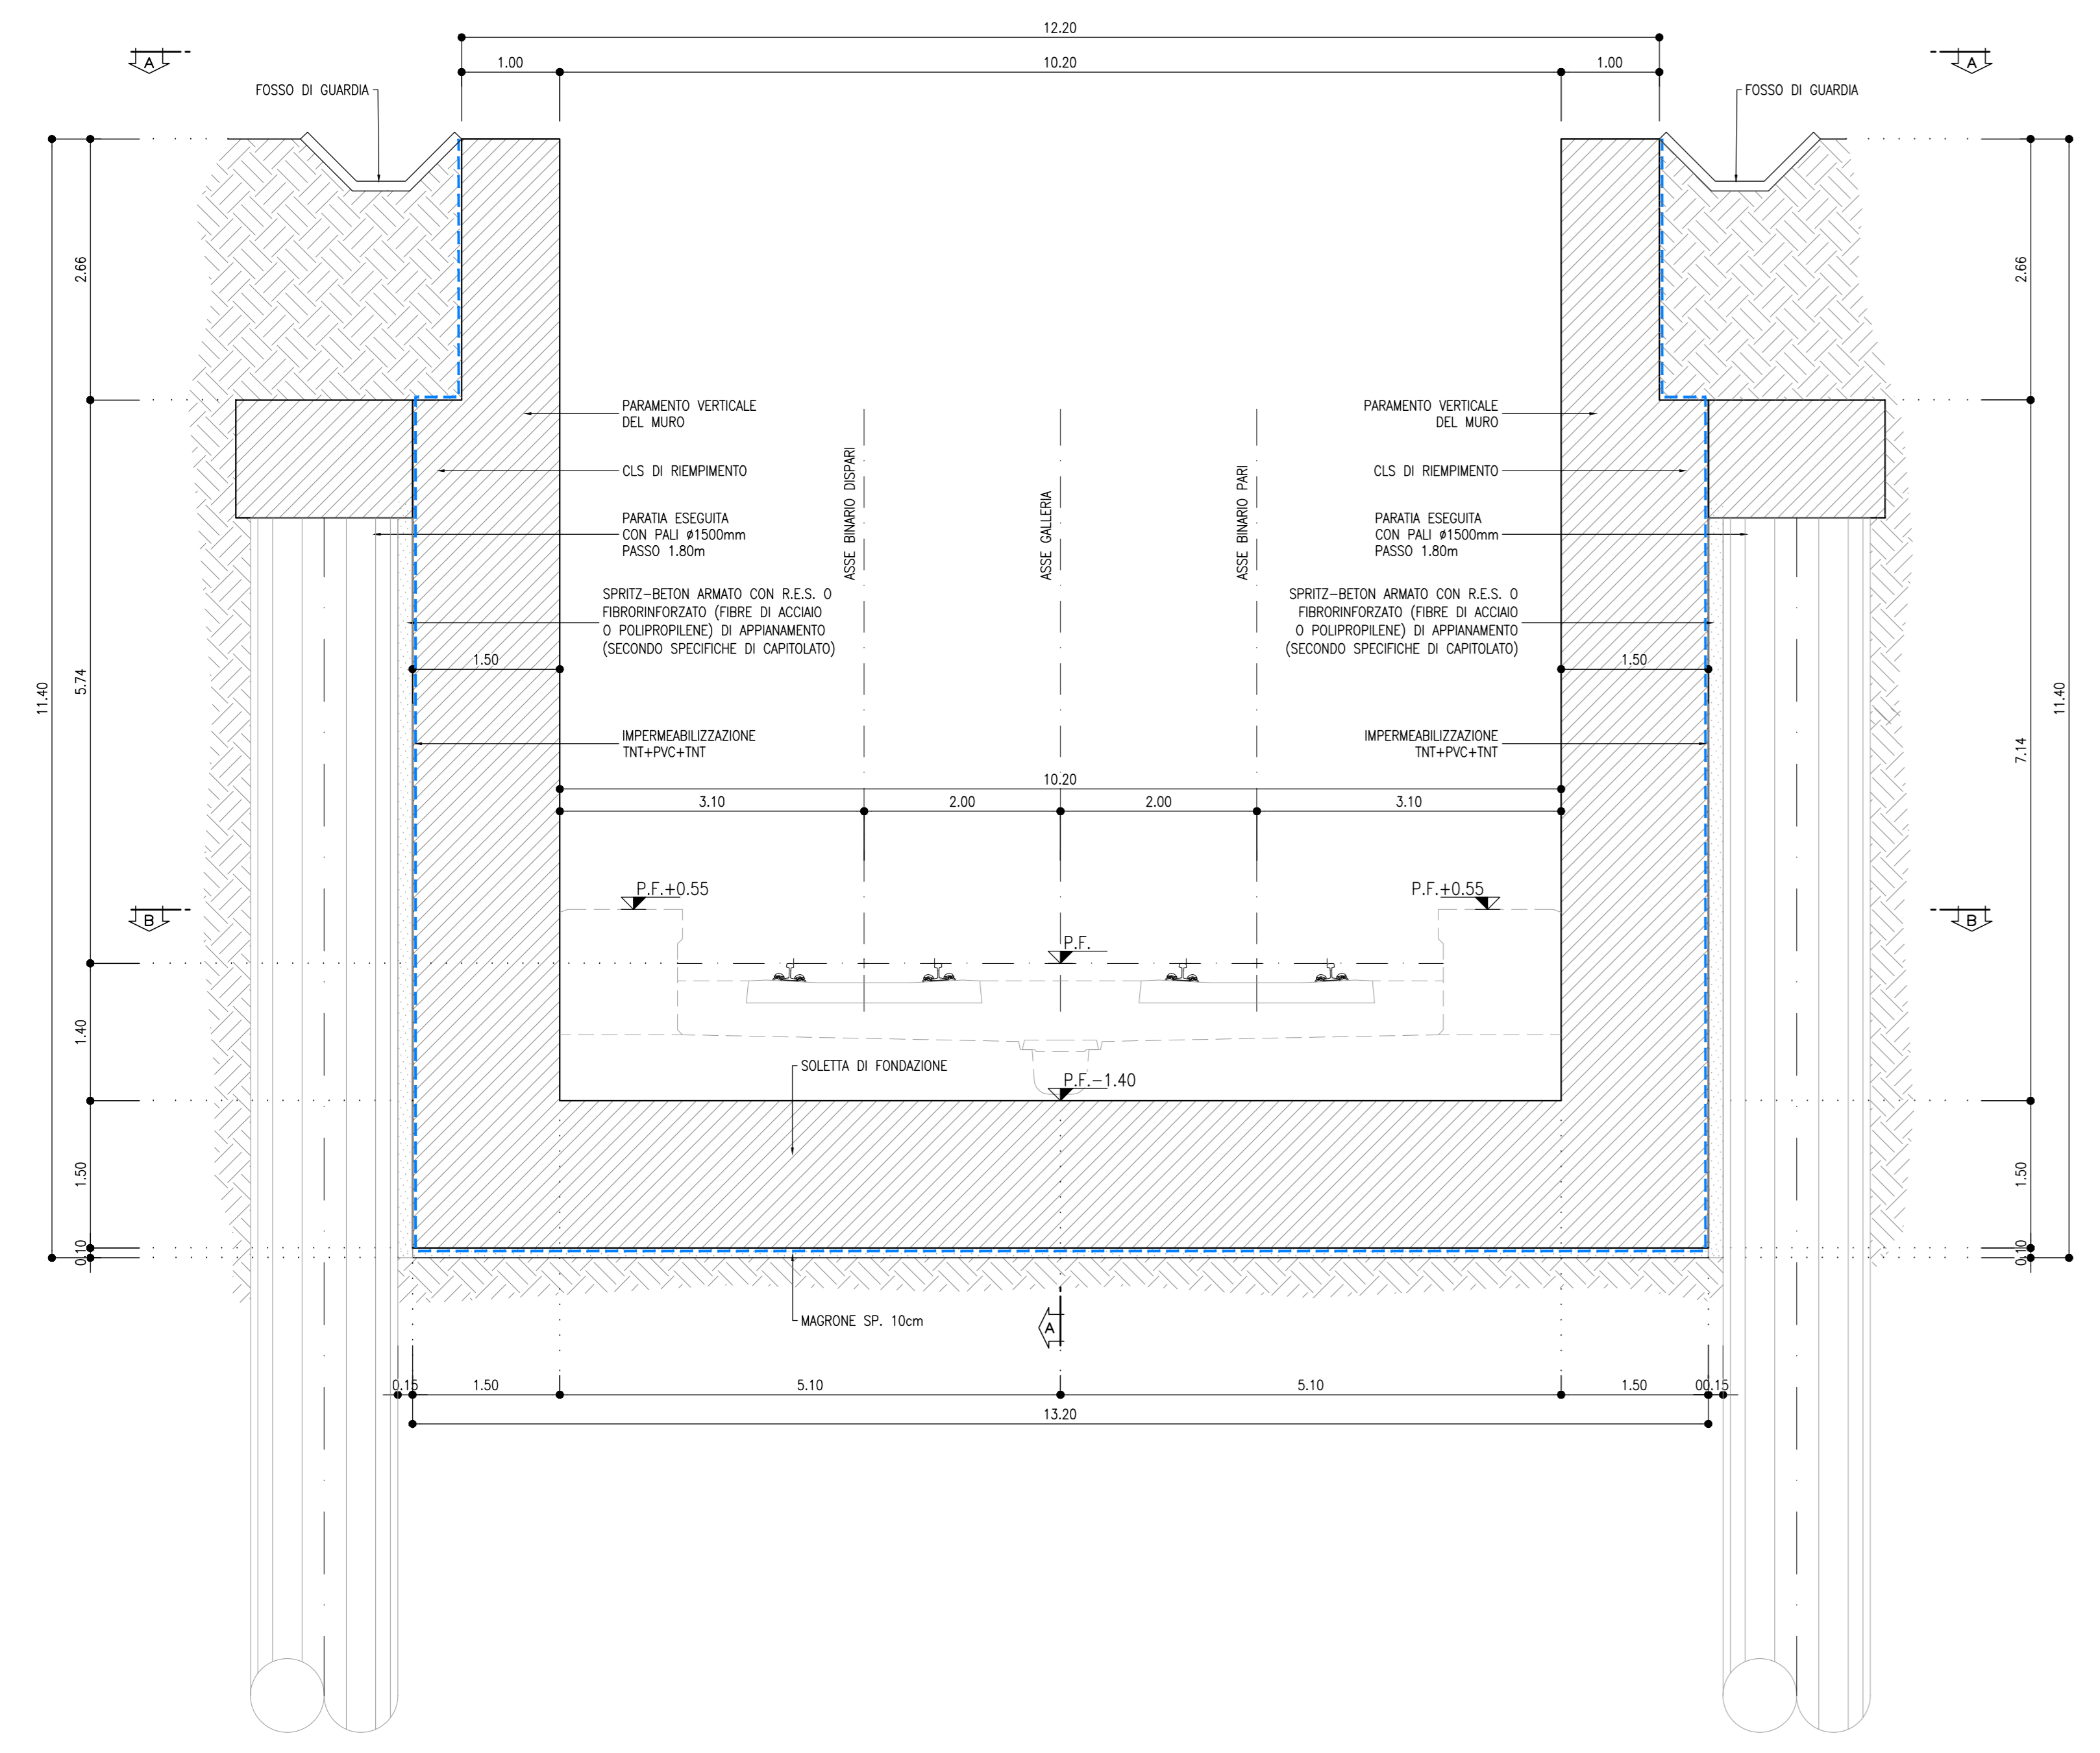 12.20
1.00
10.20
1.00
A
A
FOSSO DI GUARDIA
FOSSO DI GUARDIA
2.66
2.66
PARAMENTO VERTICALE
DEL MURO
PARAMENTO VERTICALE
DEL MURO
CLS DI RIEMPIMENTO
CLS DI RIEMPIMENTO
ASSE BINARIO DISPARI
ASSE GALLERIA
ASSE BINARIO PARI
PARATIA ESEGUITA
CON PALI ø1500mm
PASSO 1.80m
PARATIA ESEGUITA
CON PALI ø1500mm
PASSO 1.80m
SPRITZ-BETON ARMATO CON R.E.S. O
FIBRORINFORZATO (FIBRE DI ACCIAIO
O POLIPROPILENE) DI APPIANAMENTO
(SECONDO SPECIFICHE DI CAPITOLATO)
SPRITZ-BETON ARMATO CON R.E.S. O
FIBRORINFORZATO (FIBRE DI ACCIAIO
O POLIPROPILENE) DI APPIANAMENTO
(SECONDO SPECIFICHE DI CAPITOLATO)
1.50
1.50
11.40
5.74
7.14
11.40
IMPERMEABILIZZAZIONE
TNT+PVC+TNT
IMPERMEABILIZZAZIONE
TNT+PVC+TNT
10.20
3.10
2.00
2.00
3.10
P.F.+0.55
P.F.+0.55
B
B
P.F.
1.40
SOLETTA DI FONDAZIONE
P.F.-1.40
1.50
1.50
0.10
0.10
MAGRONE SP. 10cm
A
0.15
1.50
5.10
5.10
1.50
00.15
13.20